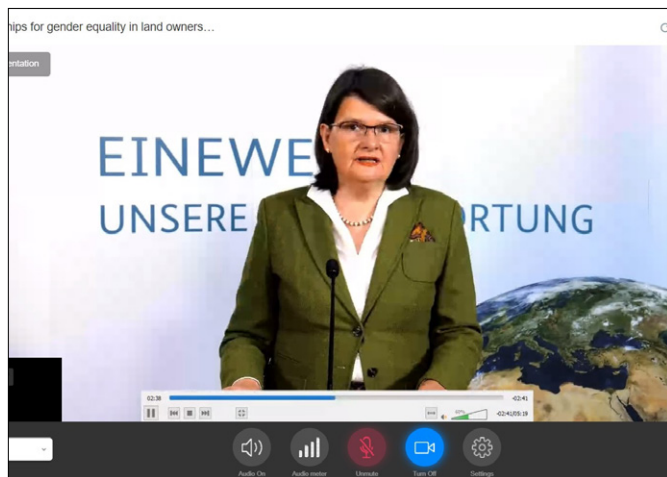 hips for gender equality in land owners…
entation
EINEWE
UNSERE
ORTUNG
02:38
-02:41
-02:41/05:19
Audio On
Audio meter
Unmute
Turn Off
Settings